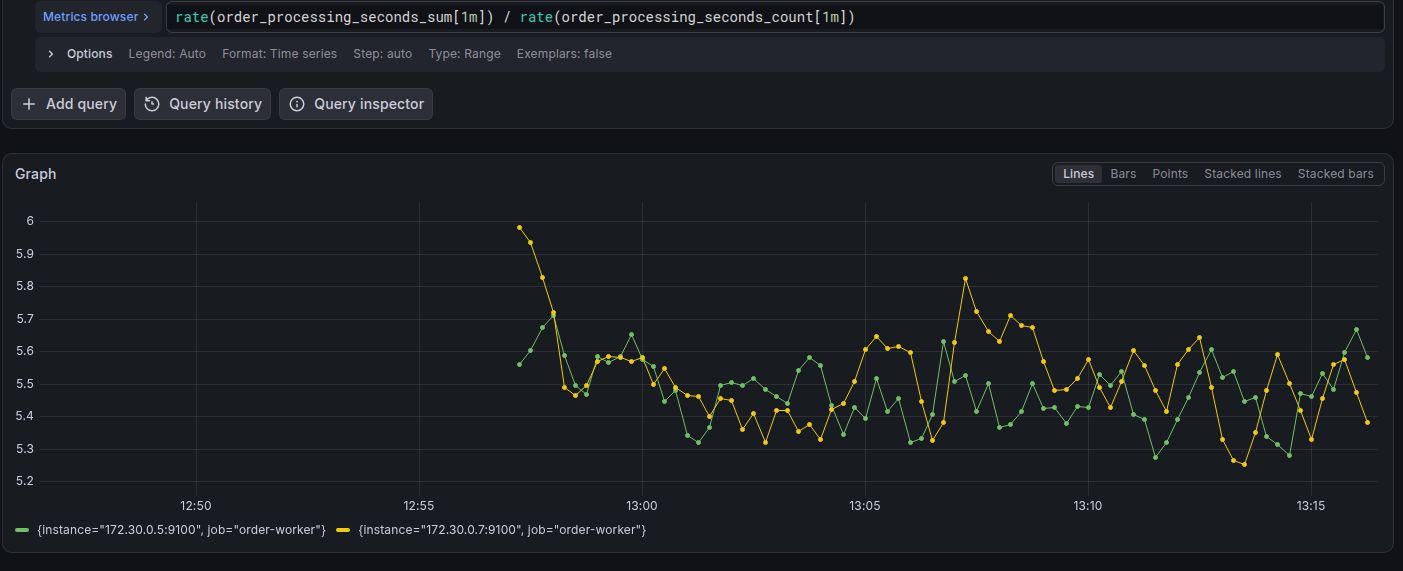 Metrics browser > rate(order_processing_seconds_sum[1m]) / rate(order_processing_seconds_count[1m])
> Options Legend: Auto Format: Time series Step: auto Type: Range Exemplars: false
+ Add query Query history Query inspector
Graph Lines Bars Points Stacked lines Stacked bars
6
5.9
5.8
5.7
5.6
5.5
5.4
5.3
5.2
12:50 12:55 13:00 13:05 13:10 13:15
{instance="172.30.0.5:9100", job="order-worker"} {instance="172.30.0.7:9100", job="order-worker"}